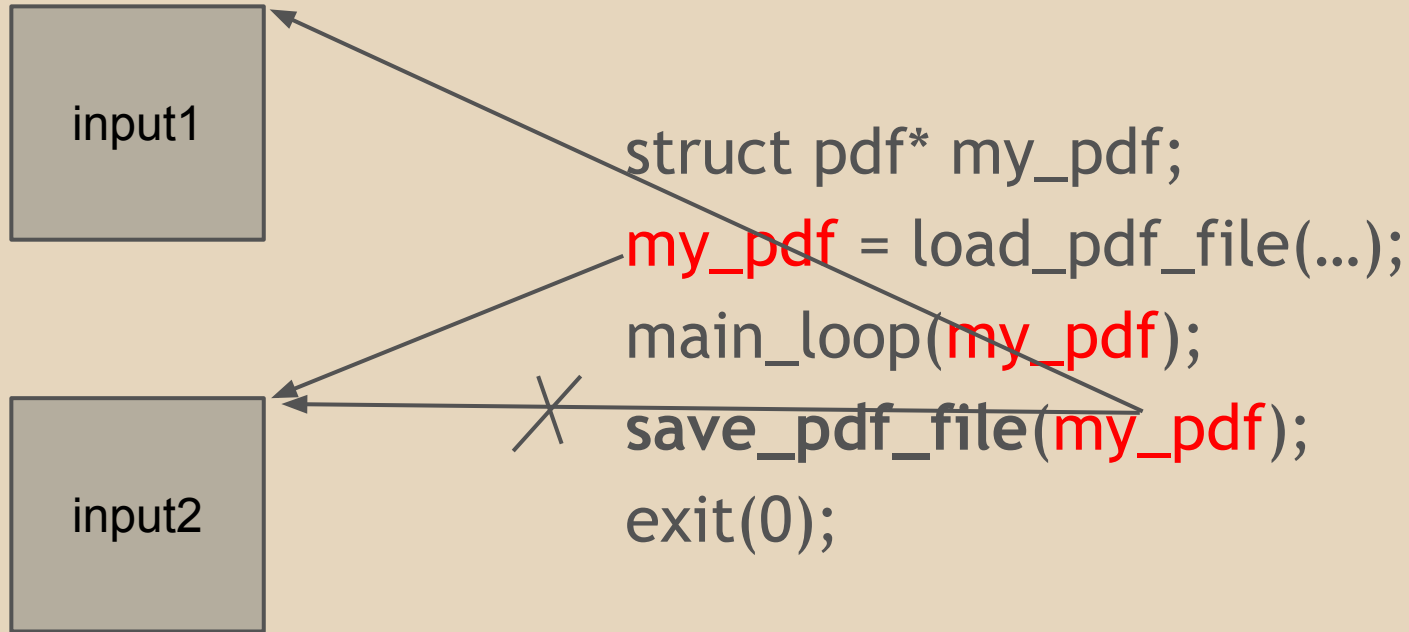 input1
struct pdf* my_pdf;
my_pdf = load_pdf_file(…);
main_loop(my_pdf);
save_pdf_file(my_pdf);
exit(0);
input2